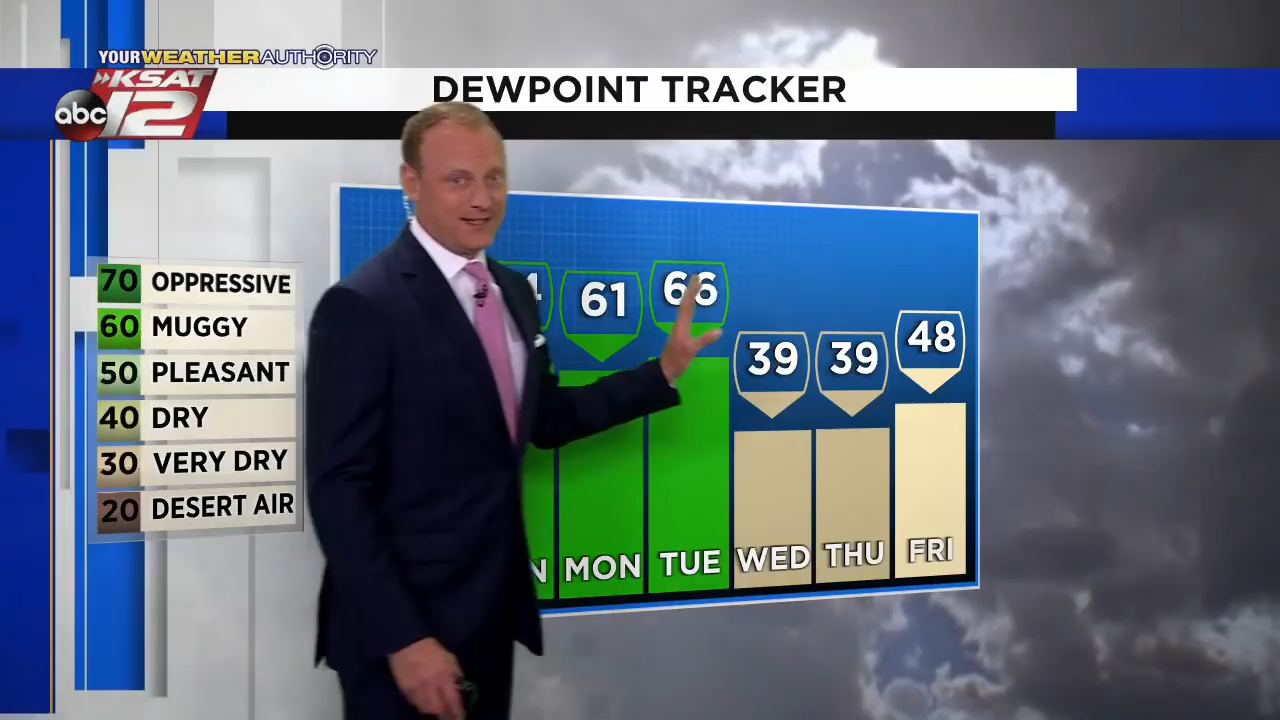 YOUR WEATHER AUTHORITY
KSAT
abc 12
DEWPOINT TRACKER
70 OPPRESSIVE
60 MUGGY
50 PLEASANT
40 DRY
30 VERY DRY
20 DESERT AIR
4 61 66 39 39 48
N MON TUE WED THU FRI